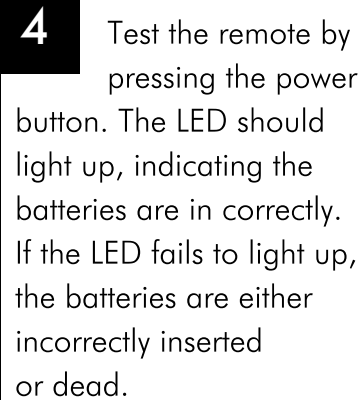 4 Test the remote by
pressing the power
button. The LED should
light up, indicating the
batteries are in correctly.
If the LED fails to light up,
the batteries are either
incorrectly inserted
or dead.